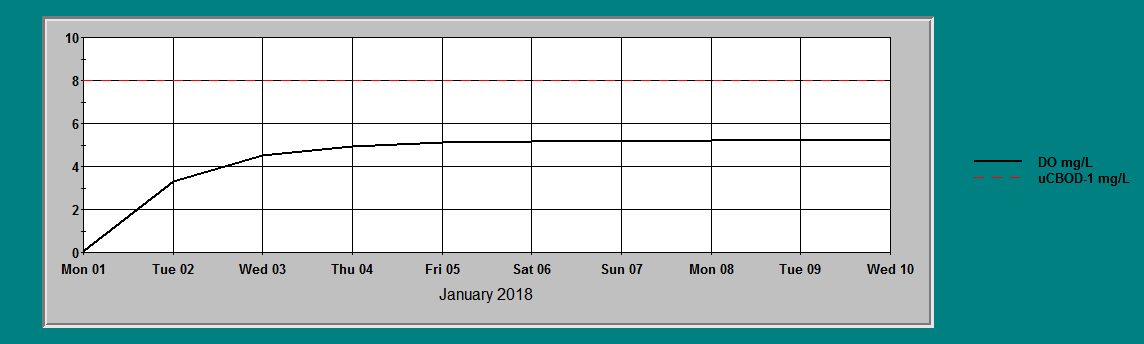 10
8
6
4
2
0
Mon 01 Tue 02 Wed 03 Thu 04 Fri 05 Sat 06 Sun 07 Mon 08 Tue 09 Wed 10
January 2018
DO mg/L
uCBOD-1 mg/L